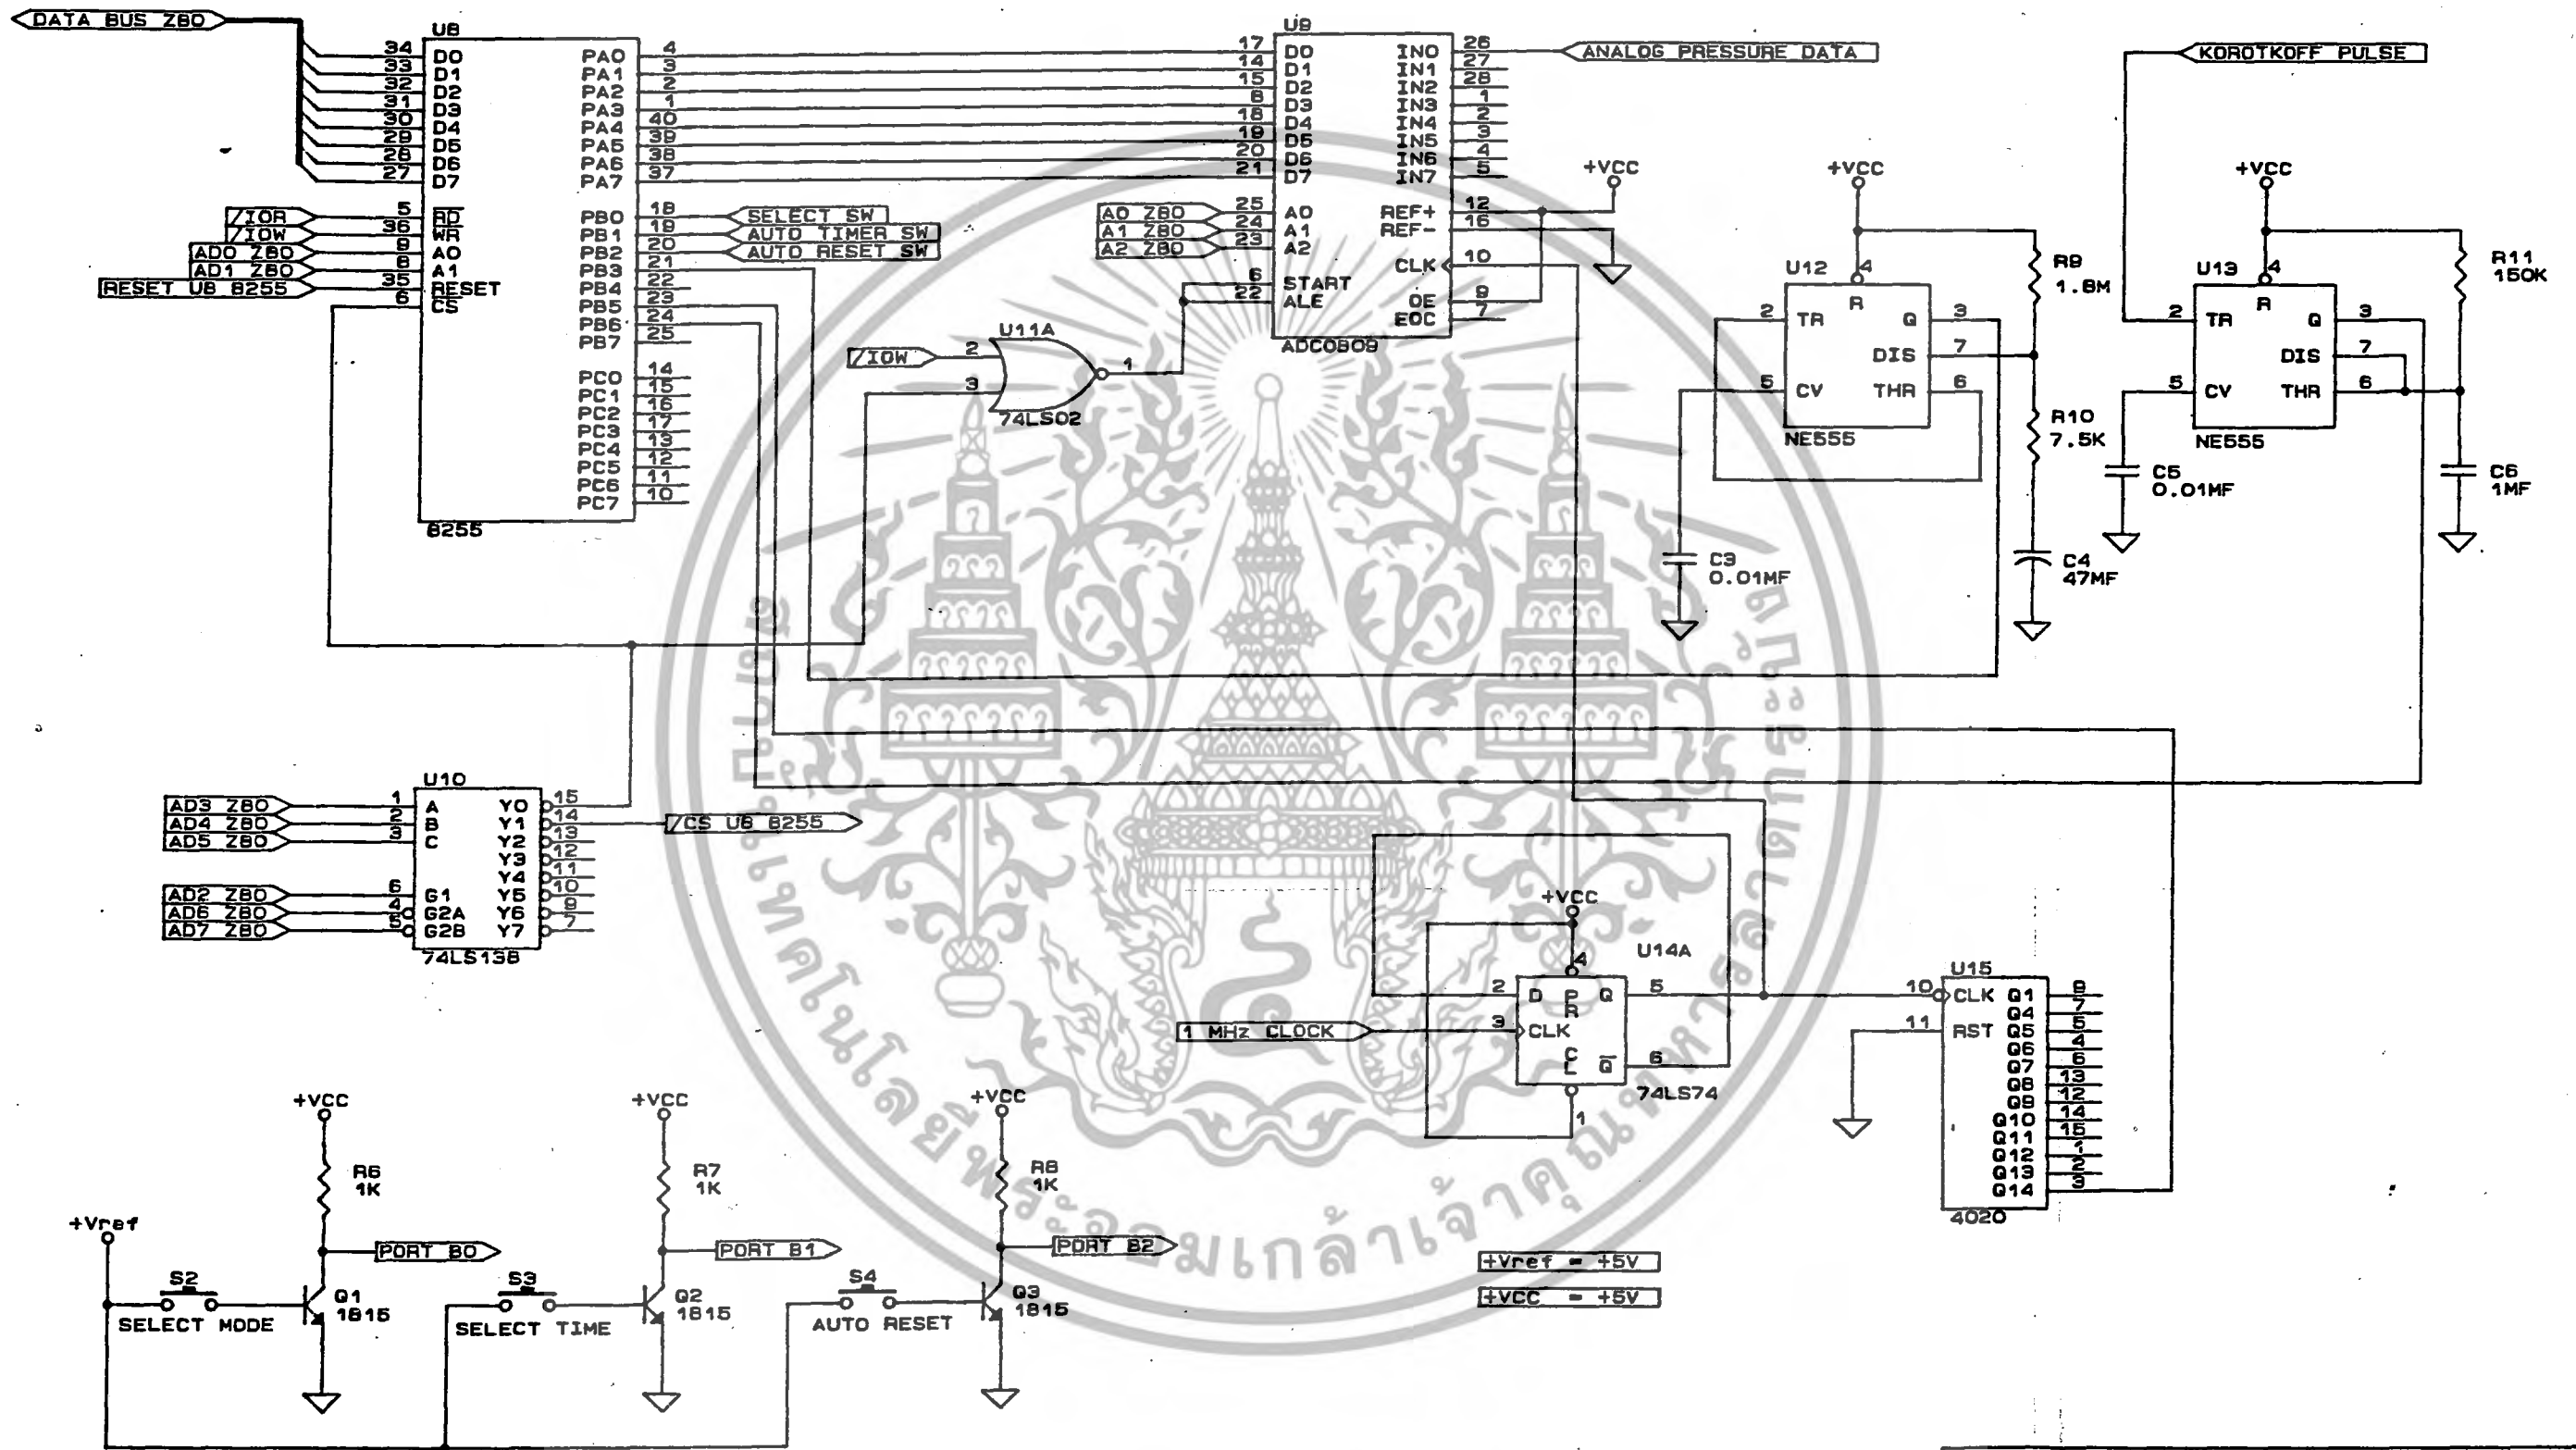 DATA BUS Z80
U8
34 D0 PA0 4
33 D1 PA1 3
32 D2 PA2 2
31 D3 PA3 1
30 D4 PA4 40
29 D5 PA5 39
28 D6 PA6 38
27 D7 PA7 37
/IOR 5 RD PB0 18 SELECT SW
/IOW 36 WR PB1 19 AUTO TIMER SW
AD0 Z80 9 A0 PB2 20 AUTO RESET SW
AD1 Z80 8 A1 PB3 21
RESET U8 8255 35 RESET PB4 22
6 CS PB5 23
PB6 24
PB7 25
PC0 14
PC1 15
PC2 16
PC3 17
PC4 13
PC5 12
PC6 11
PC7 10
8255
U9
17 D0 IN0 26 ANALOG PRESSURE DATA
14 D1 IN1 27
15 D2 IN2 28
8 D3 IN3 1
18 D4 IN4 2
19 D5 IN5 3
20 D6 IN6 4
21 D7 IN7 5
A0 Z80 25 A0 REF+ 12 +VCC
A1 Z80 24 A1 REF- 16
A2 Z80 23 A2
CLK 10
6 START
22 ALE OE 9
EOC 7
ADC0809
U11A
/IOW 2
3
1
74LS02
KOROTKOFF PULSE
+VCC
U12 4
R
2 TR Q 3
DIS 7
5 CV THR 6
NE555
R9
1.8M
R10
7.5K
C3
0.01MF
C4
47MF
+VCC
U13 4
R
2 TR Q 3
DIS 7
5 CV THR 6
NE555
R11
150K
C5
0.01MF
C6
1MF
U10
AD3 Z80 1 A Y0 15
AD4 Z80 2 B Y1 14 /CS U8 8255
AD5 Z80 3 C Y2 13
Y3 12
Y4 11
AD2 Z80 6 G1 Y5 10
AD6 Z80 4 G2A Y6 9
AD7 Z80 5 G2B Y7 7
74LS138
+VCC
U14A
4
2 D PR Q 5
1 MHz CLOCK 3 CLK
CL Q 6
1
74LS74
U15
10 CLK Q1 9
Q4 7
11 RST Q5 5
Q6 4
Q7 6
Q8 13
Q9 12
Q10 14
Q11 15
Q12 1
Q13 2
Q14 3
4020
+VCC
R6
1K
+Vref
PORT B0
S2
Q1
1815
SELECT MODE
+VCC
R7
1K
PORT B1
S3
Q2
1815
SELECT TIME
+VCC
R8
1K
PORT B2
S4
Q3
1815
AUTO RESET
+Vref = +5V
+VCC = +5V